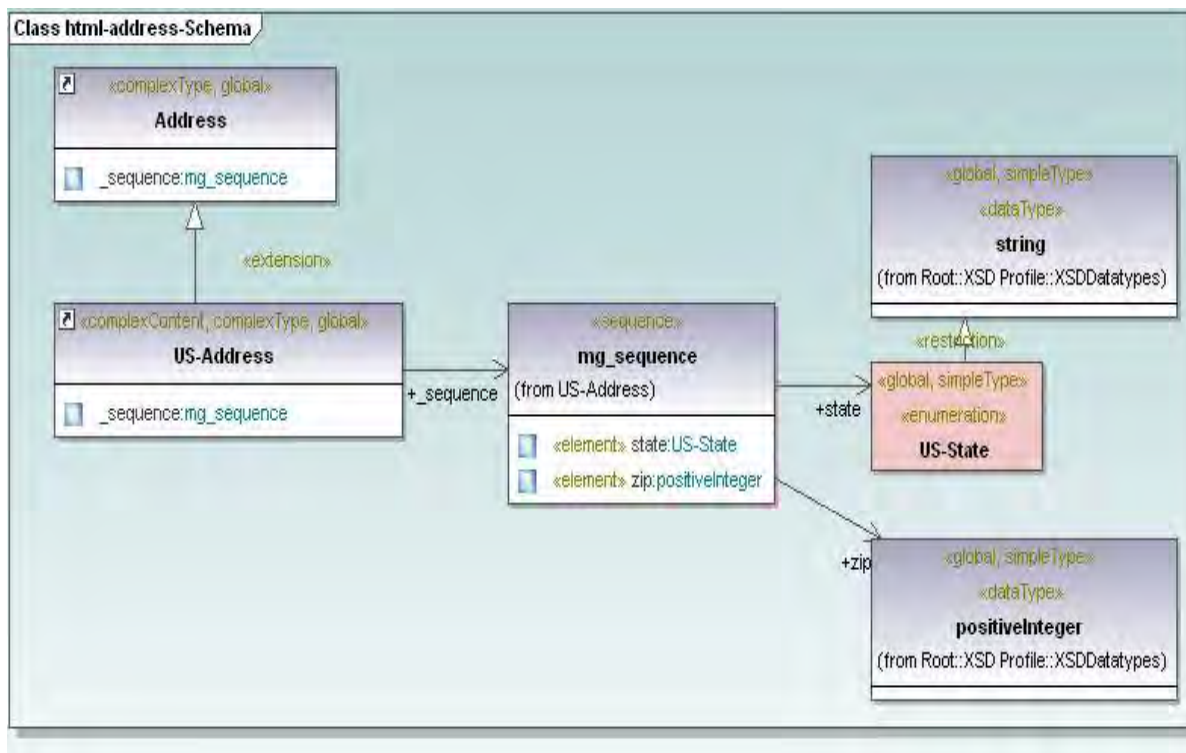 Class html-address-Schema
«complexType, global»
Address
_sequence:mg_sequence
«extension»
«complexContent, complexType, global»
US-Address
_sequence:mg_sequence
+_sequence
«sequence»
mg_sequence
(from US-Address)
«element» state:US-State
«element» zip:positiveInteger
+state
+zip
«global, simpleType»
«dataType»
string
(from Root::XSD Profile::XSDDatatypes)
«restriction»
«global, simpleType»
«enumeration»
US-State
«global, simpleType»
«dataType»
positiveInteger
(from Root::XSD Profile::XSDDatatypes)